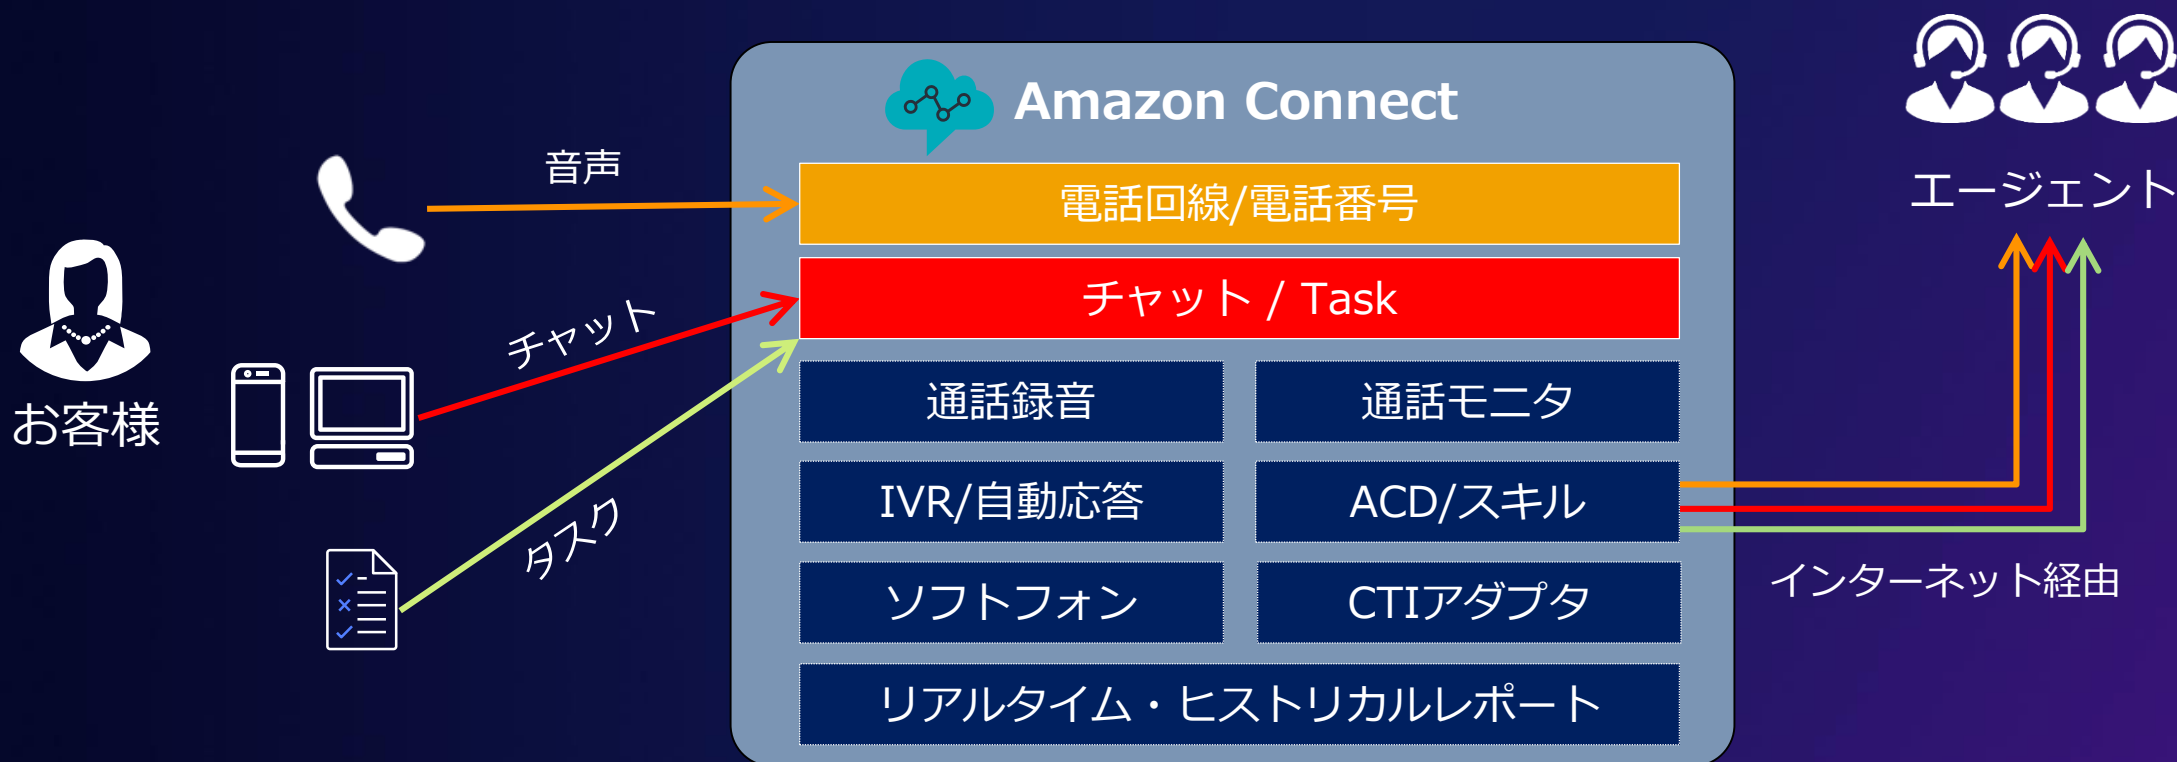 Amazon Connect
音声
電話回線/電話番号
エージェント
チャット
チャット / Task
お客様
通話録音
通話モニタ
タスク
IVR/自動応答
ACD/スキル
ソフトフォン
CTIアダプタ
インターネット経由
リアルタイム・ヒストリカルレポート